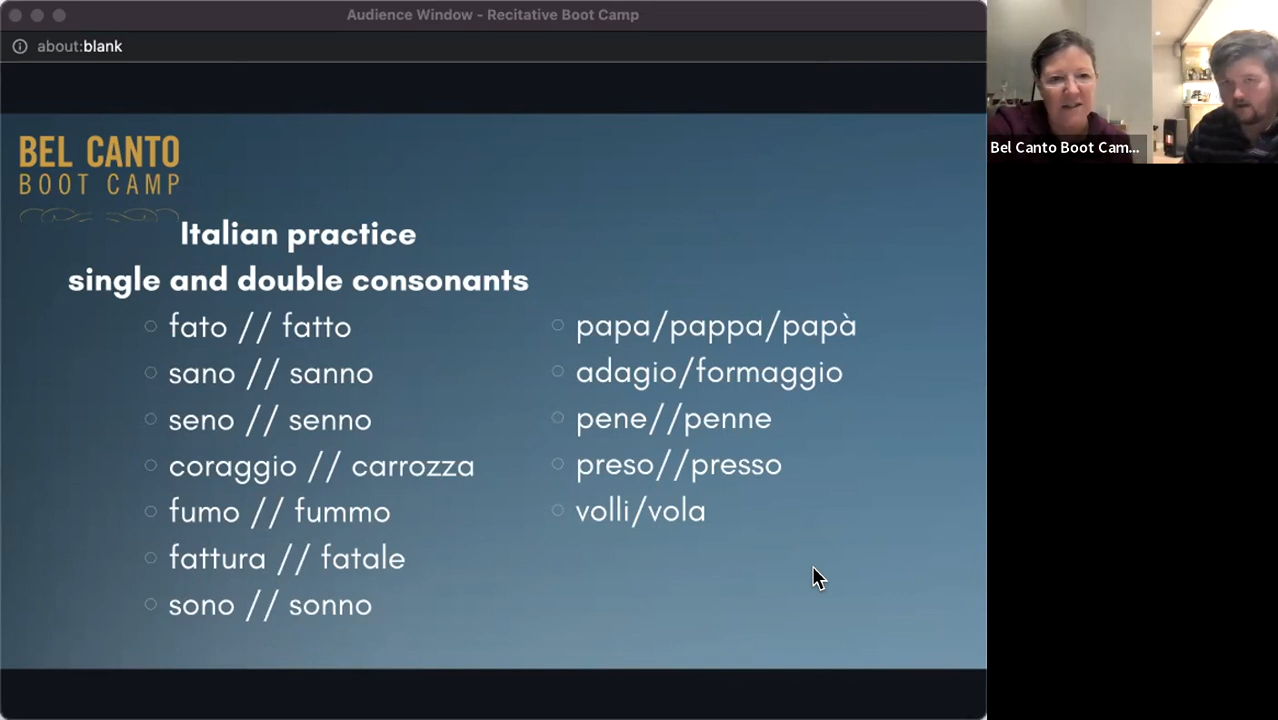 Audience Window - Recitative Boot Camp
about:blank
BEL CANTO
BOOT CAMP
Italian practice
single and double consonants
fato // fatto
sano // sanno
seno // senno
coraggio // carrozza
fumo // fummo
fattura // fatale
sono // sonno
papa/pappa/papà
adagio/formaggio
pene//penne
preso//presso
volli/vola
Bel Canto Boot Cam...